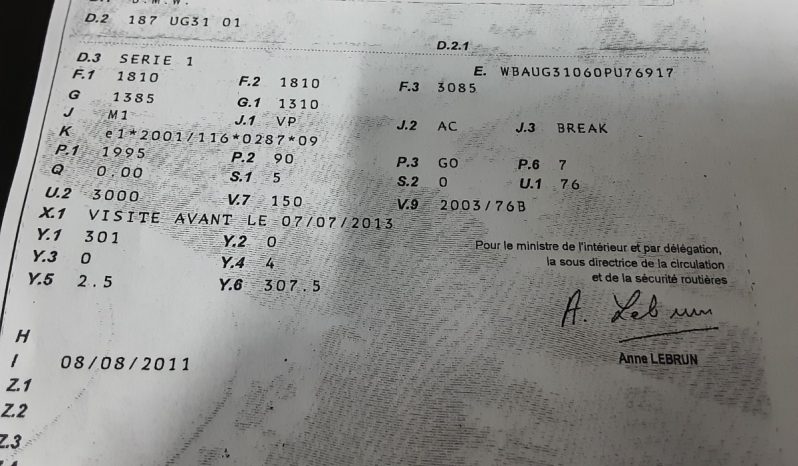 D.2 187 UG31 01
D.2.1
D.3 SERIE 1
E. WBAUG31060PU76917
F.1 1810 F.2 1810 F.3 3085
G 1385 G.1 1310
J M1 J.1 VP J.2 AC J.3 BREAK
K e1*2001/116*0287*09
P.1 1995 P.2 90 P.3 GO P.6 7
Q 0.00 S.1 5 S.2 0 U.1 76
U.2 3000 V.7 150 V.9 2003/76B
X.1 VISITE AVANT LE 07/07/2013
Y.1 301 Y.2 0
Y.3 0 Y.4 4
Y.5 2.5 Y.6 307.5
Pour le ministre de l'intérieur et par délégation,
la sous directrice de la circulation
et de la sécurité routières
A. Lebrun
Anne LEBRUN
H
I 08/08/2011
Z.1
Z.2
Z.3